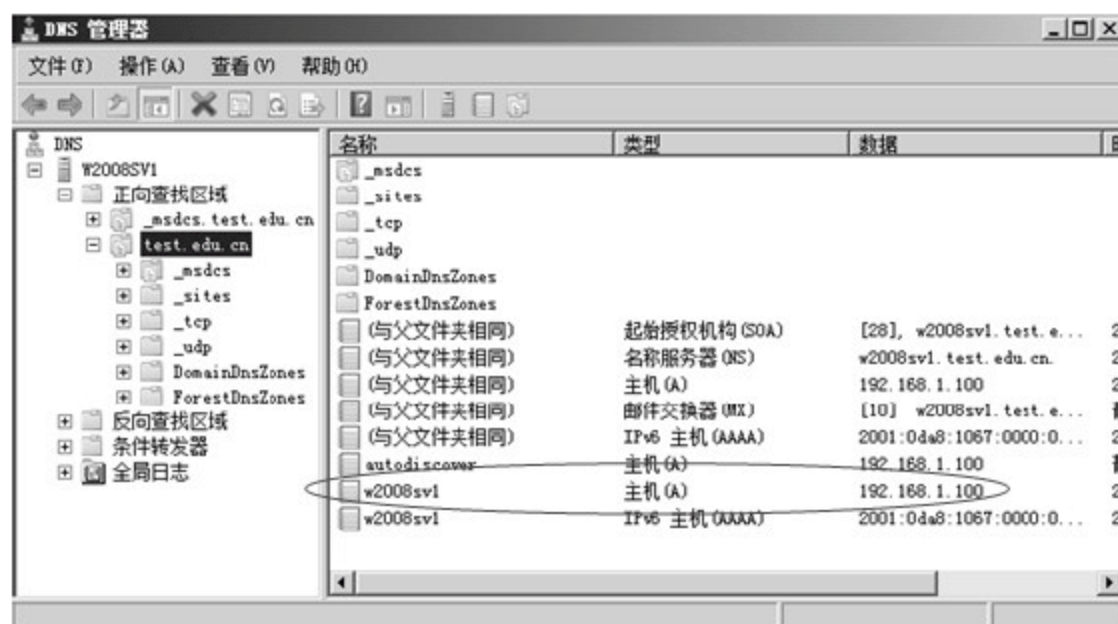 DNS 管理器
文件(F) 操作(A) 查看(V) 帮助(H)
DNS
W2008SV1
正向查找区域
_msdcs.test.edu.cn
test.edu.cn
_msdcs
_sites
_tcp
_udp
DomainDnsZones
ForestDnsZones
反向查找区域
条件转发器
全局日志
名称 类型 数据
_msdcs
_sites
_tcp
_udp
DomainDnsZones
ForestDnsZones
(与父文件夹相同) 起始授权机构(SOA) [28], w2008sv1.test.e...
(与父文件夹相同) 名称服务器(NS) w2008sv1.test.edu.cn.
(与父文件夹相同) 主机(A) 192.168.1.100
(与父文件夹相同) 邮件交换器(MX) [10] w2008sv1.test.e...
(与父文件夹相同) IPv6 主机(AAAA) 2001:0da8:1067:0000:0...
autodiscover 主机(A) 192.168.1.100
w2008sv1 主机(A) 192.168.1.100
w2008sv1 IPv6 主机(AAAA) 2001:0da8:1067:0000:0...